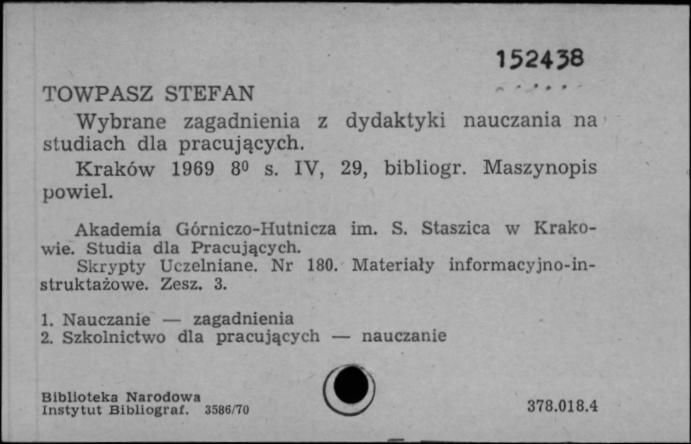 152438
TOWPASZ STEFAN
Wybrane zagadnienia z dydaktyki nauczania na
studiach dla pracujących.
Kraków 1969 8⁰ s. IV, 29, bibliogr. Maszynopis
powiel.
Akademia Górniczo-Hutnicza im. S. Staszica w Krako-
wie. Studia dla Pracujących.
Skrypty Uczelniane. Nr 180. Materiały informacyjno-in-
struktażowe. Zesz. 3.
1. Nauczanie — zagadnienia
2. Szkolnictwo dla pracujących — nauczanie
Biblioteka Narodowa
Instytut Bibliograf. 3586/70
378.018.4